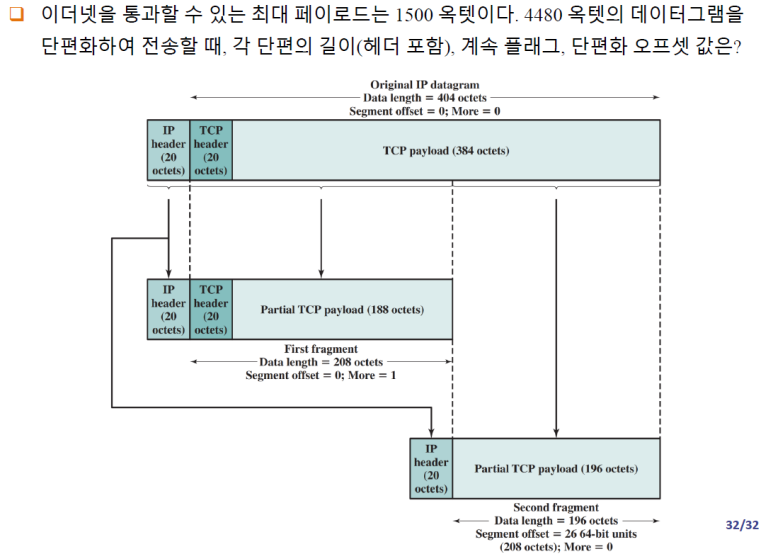 이더넷을 통과할 수 있는 최대 페이로드는 1500 옥텟이다. 4480 옥텟의 데이터그램을
단편화하여 전송할 때, 각 단편의 길이(헤더 포함), 계속 플래그, 단편화 오프셋 값은?
Original IP datagram
Data length = 404 octets
Segment offset = 0; More = 0
IP
header
(20
octets)
TCP
header
(20
octets)
TCP payload (384 octets)
IP
header
(20
octets)
TCP
header
(20
octets)
Partial TCP payload (188 octets)
First fragment
Data length = 208 octets
Segment offset = 0; More = 1
IP
header
(20
octets)
Partial TCP payload (196 octets)
Second fragment
Data length = 196 octets
Segment offset = 26 64-bit units
(208 octets); More = 0
32/32